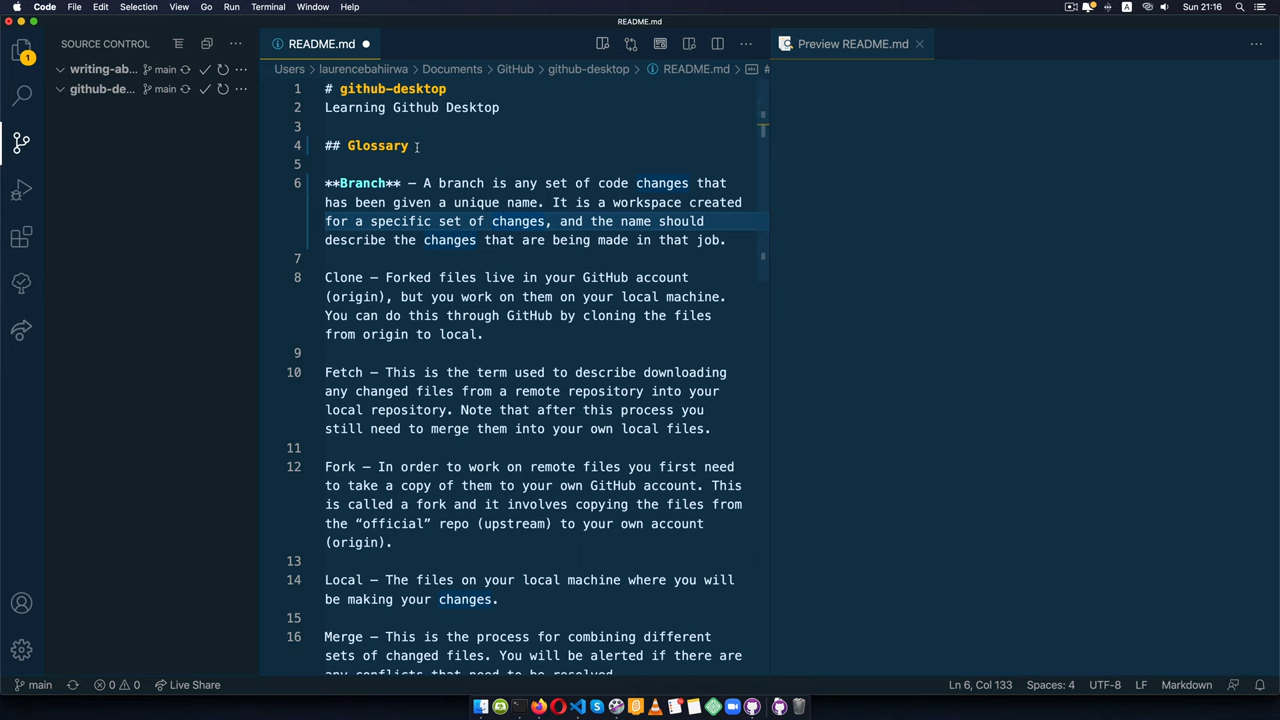 Code File Edit Selection View Go Run Terminal Window Help
A Sun 21:16
README.md
SOURCE CONTROL
README.md
Preview README.md
1
writing-ab... main
github-de... main
Users laurencebahiirwa Documents GitHub github-desktop README.md #
1 # github-desktop
2 Learning Github Desktop
3
4 ## Glossary
5
6 **Branch** – A branch is any set of code changes that
has been given a unique name. It is a workspace created
for a specific set of changes, and the name should
describe the changes that are being made in that job.
7
8 Clone – Forked files live in your GitHub account
(origin), but you work on them on your local machine.
You can do this through GitHub by cloning the files
from origin to local.
9
10 Fetch – This is the term used to describe downloading
any changed files from a remote repository into your
local repository. Note that after this process you
still need to merge them into your own local files.
11
12 Fork – In order to work on remote files you first need
to take a copy of them to your own GitHub account. This
is called a fork and it involves copying the files from
the “official” repo (upstream) to your own account
(origin).
13
14 Local – The files on your local machine where you will
be making your changes.
15
16 Merge – This is the process for combining different
sets of changed files. You will be alerted if there are
any conflicts that need to be resolved.
main 0 0 Live Share
Ln 6, Col 133 Spaces: 4 UTF-8 LF Markdown